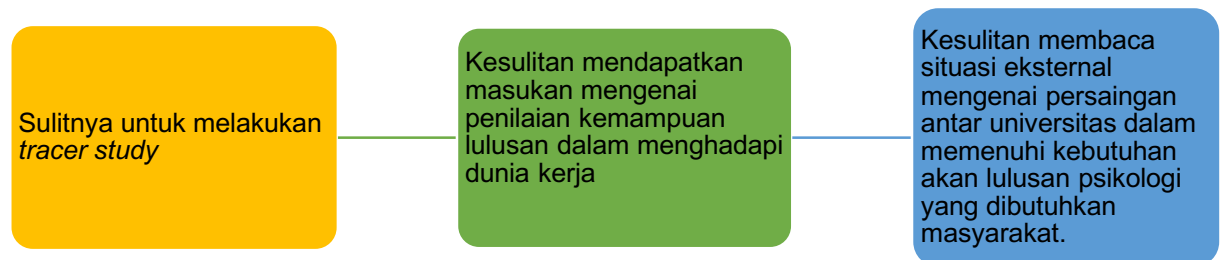 Sulitnya untuk melakukan
tracer study
Kesulitan mendapatkan
masukan mengenai
penilaian kemampuan
lulusan dalam menghadapi
dunia kerja
Kesulitan membaca
situasi eksternal
mengenai persaingan
antar universitas dalam
memenuhi kebutuhan
akan lulusan psikologi
yang dibutuhkan
masyarakat.